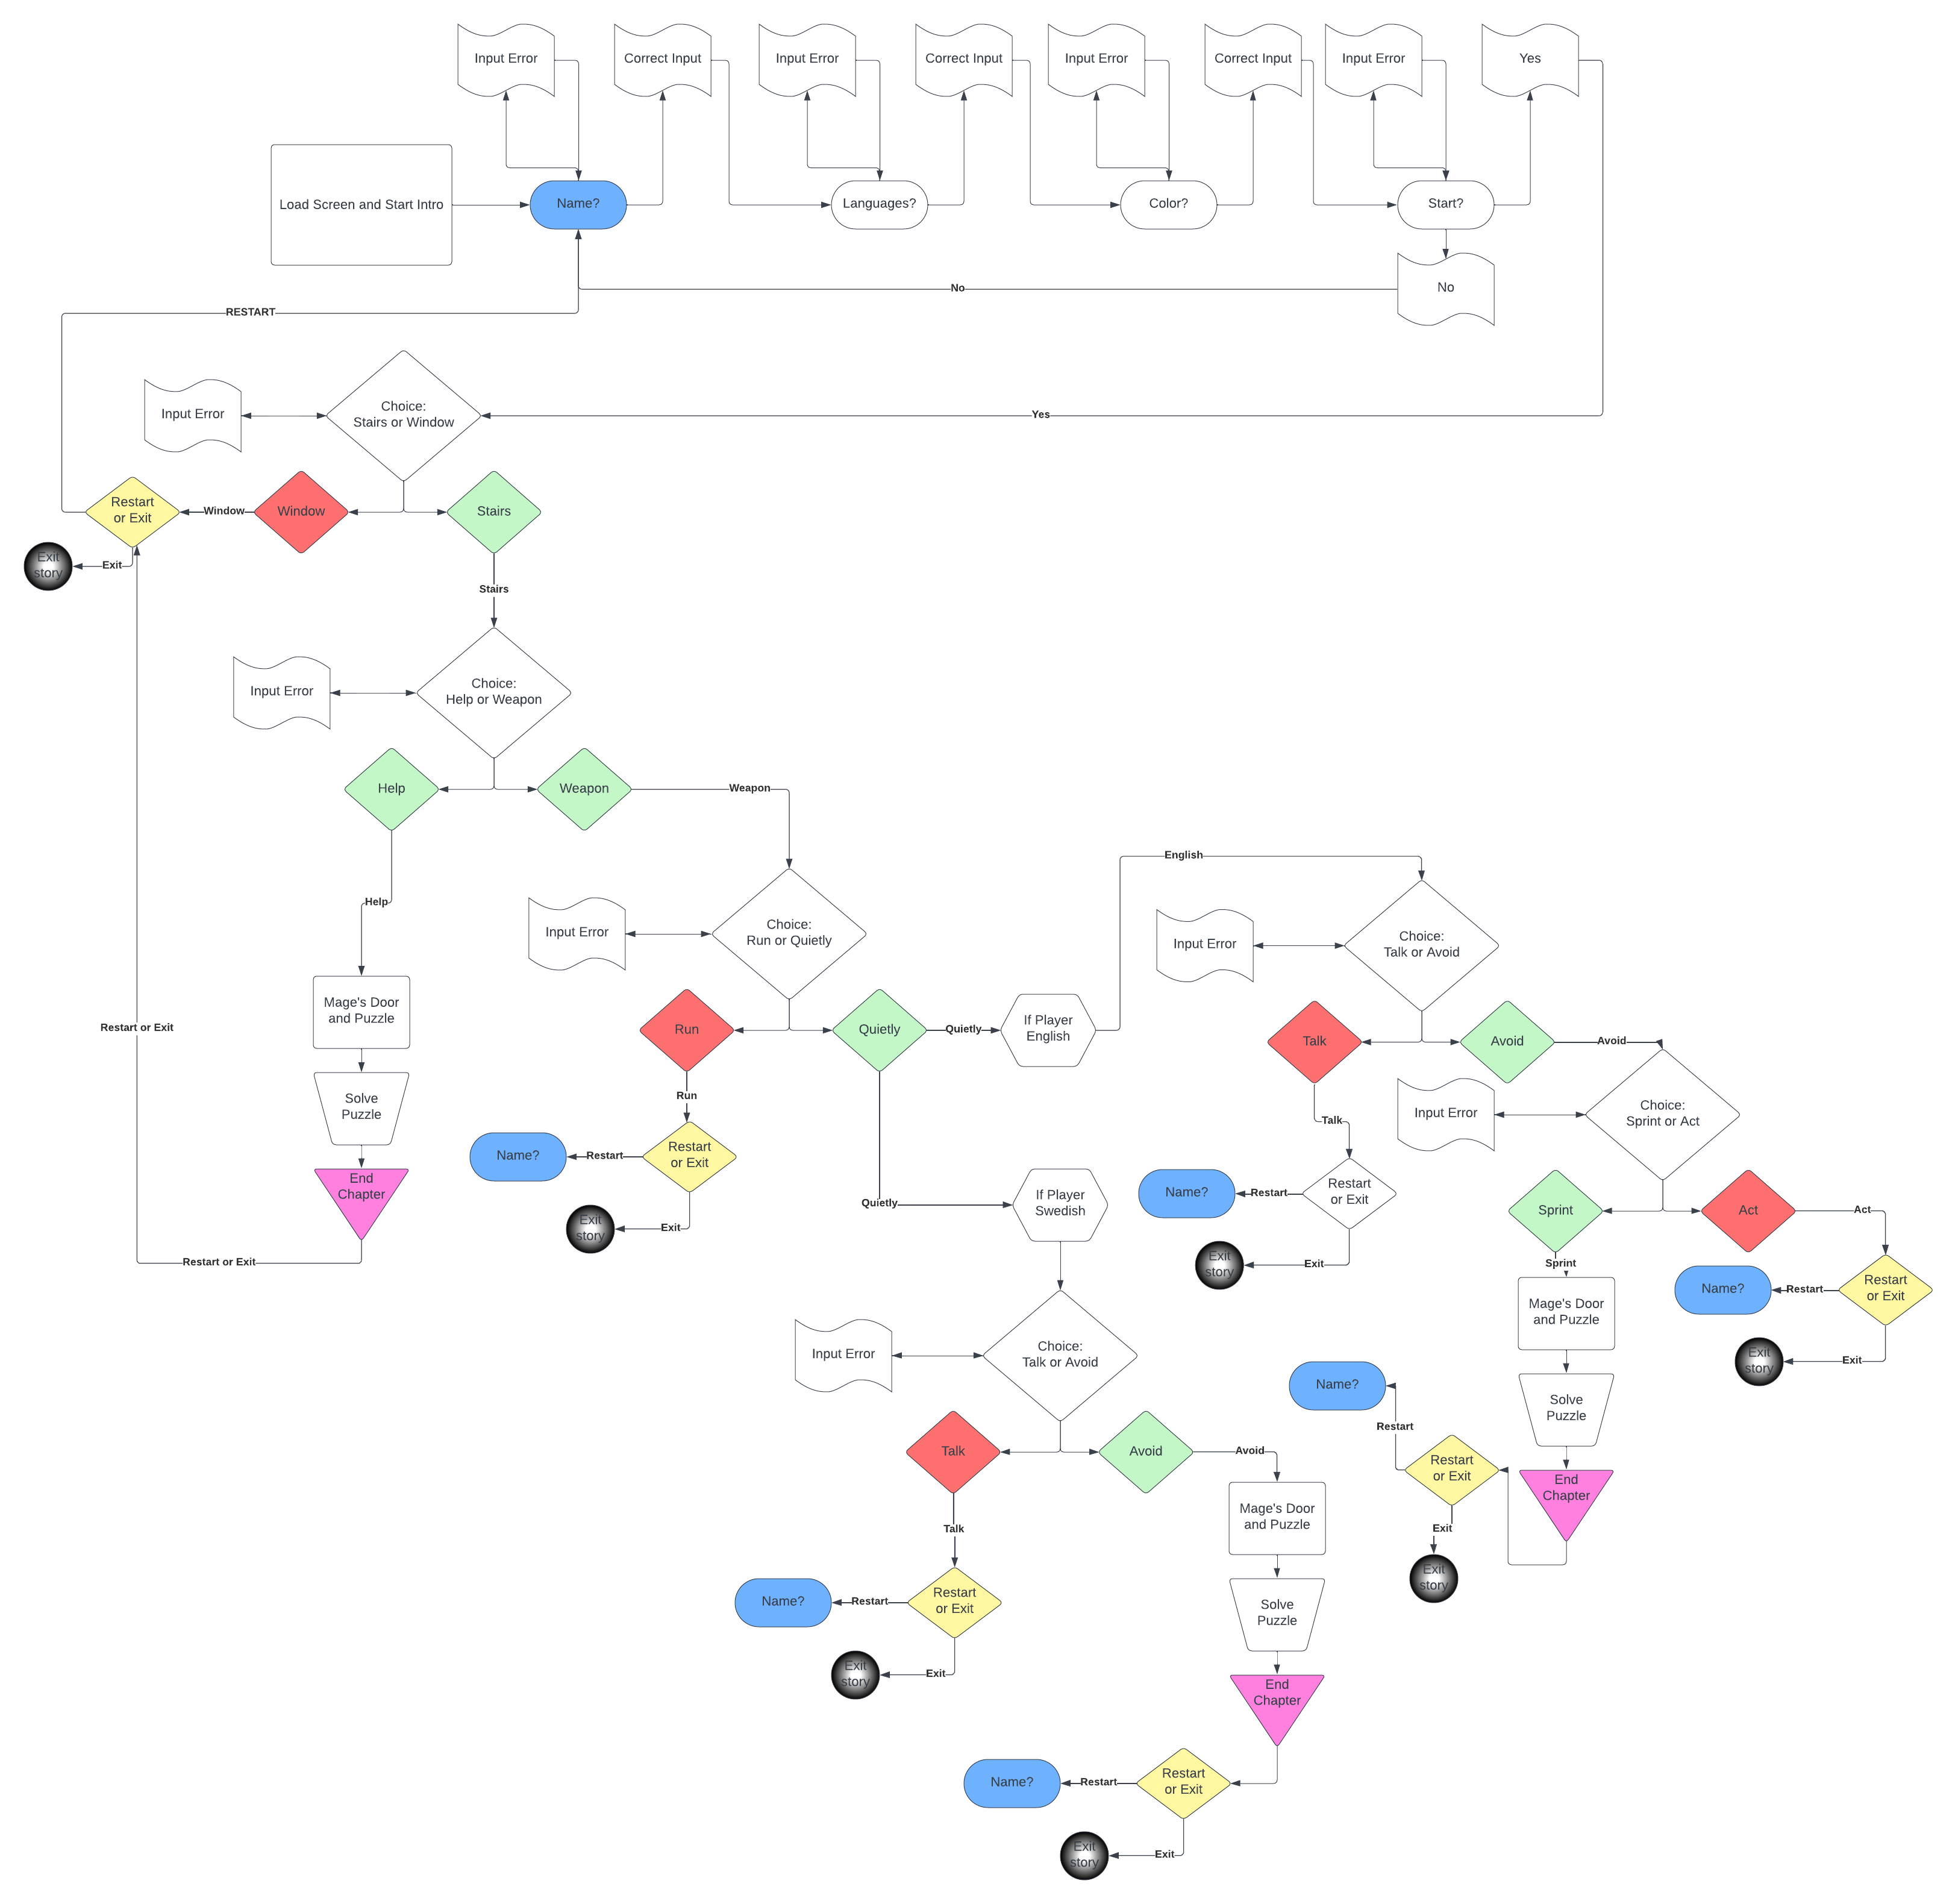 Input Error
Correct Input
Input Error
Correct Input
Input Error
Correct Input
Input Error
Yes
Load Screen and Start Intro
Name?
Languages?
Color?
Start?
No
No
RESTART
Input Error
Choice:
Stairs or Window
Yes
Restart
or Exit
Window
Window
Stairs
Exit
story
Exit
Stairs
Input Error
Choice:
Help or Weapon
Help
Weapon
Weapon
Help
English
Input Error
Choice:
Run or Quietly
Input Error
Choice:
Talk or Avoid
Mage's Door
and Puzzle
Restart or Exit
Run
Quietly
Quietly
If Player
English
Talk
Avoid
Avoid
Solve
Puzzle
Run
Input Error
Choice:
Sprint or Act
Talk
Name?
Restart
Restart
or Exit
End
Chapter
Quietly
If Player
Swedish
Name?
Restart
Restart
or Exit
Sprint
Act
Act
Exit
story
Exit
Restart or Exit
Exit
story
Exit
Sprint
Mage's Door
and Puzzle
Name?
Restart
Restart
or Exit
Input Error
Choice:
Talk or Avoid
Exit
story
Exit
Name?
Restart
Solve
Puzzle
Talk
Avoid
Avoid
Restart
or Exit
End
Chapter
Mage's Door
and Puzzle
Talk
Exit
Exit
story
Name?
Restart
Restart
or Exit
Solve
Puzzle
Exit
story
Exit
End
Chapter
Name?
Restart
Restart
or Exit
Exit
story
Exit